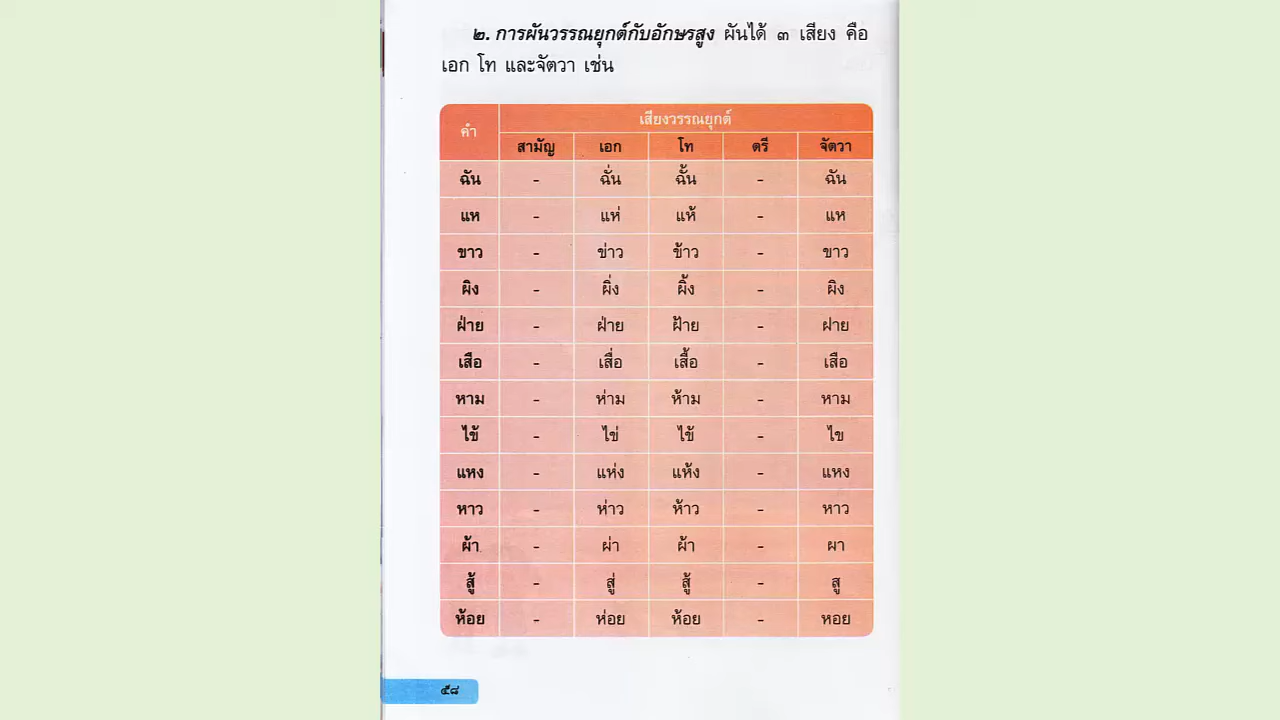 ๒. การผันวรรณยุกต์กับอักษรสูง ผันได้ ๓ เสียง คือ
เอก โท และจัตวา เช่น
คำ เสียงวรรณยุกต์
สามัญ เอก โท ตรี จัตวา
ฉัน - ฉั่น ฉั้น - ฉัน
แห - แห่ แห้ - แห
ขาว - ข่าว ข้าว - ขาว
ผิง - ผิ่ง ผิ้ง - ผิง
ฝ่าย - ฝ่าย ฝ้าย - ฝาย
เสือ - เสื่อ เสื้อ - เสือ
หาม - ห่าม ห้าม - หาม
ไข้ - ไข่ ไข้ - ไข
แหง - แห่ง แห้ง - แหง
หาว - ห่าว ห้าว - หาว
ผ้า - ผ่า ผ้า - ผา
สู้ - สู่ สู้ - สู
ห้อย - ห่อย ห้อย - หอย
๕๘